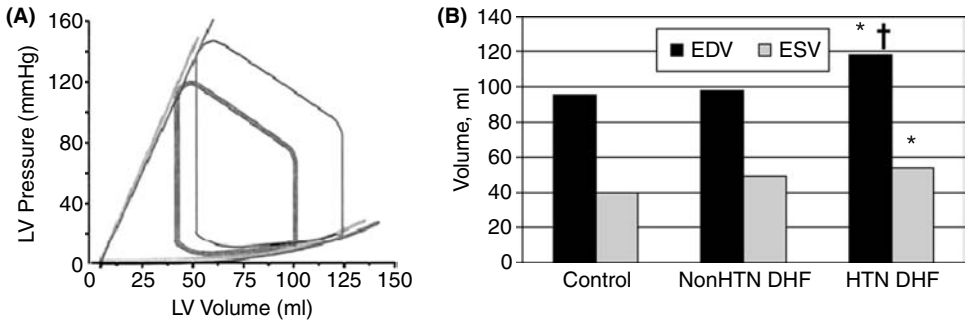 (A)
160
120
80
40
0
LV Pressure (mmHg)
0 25 50 75 100 125 150
LV Volume (ml)
(B)
140
120
100
80
60
40
20
0
Volume, ml
EDV ESV
* †
*
Control NonHTN DHF HTN DHF